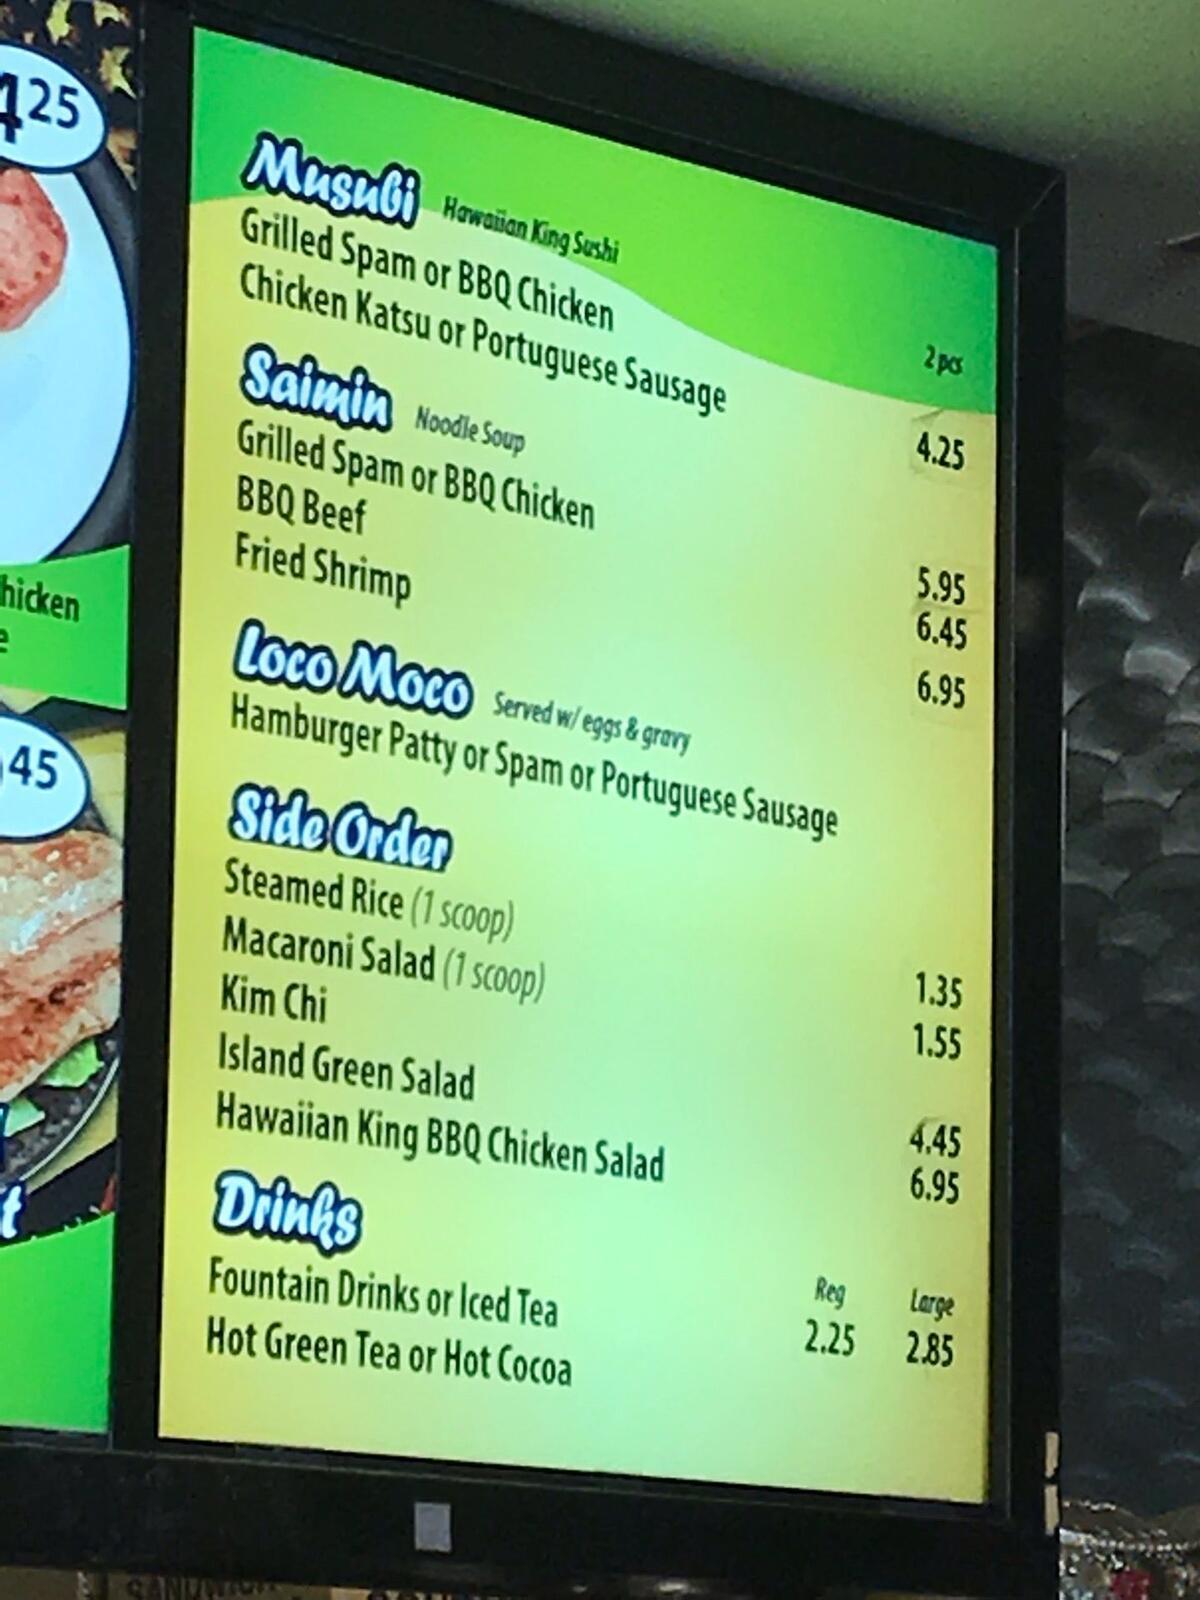 425
hicken
e
45
t
Musubi Hawaiian King Sushi
2 pcs
Grilled Spam or BBQ Chicken
Chicken Katsu or Portuguese Sausage 4.25
Saimin Noodle Soup
Grilled Spam or BBQ Chicken 5.95
BBQ Beef 6.45
Fried Shrimp 6.95
Loco Moco Served w/ eggs & gravy
Hamburger Patty or Spam or Portuguese Sausage
Side Order
Steamed Rice (1 scoop) 1.35
Macaroni Salad (1 scoop) 1.55
Kim Chi
Island Green Salad 4.45
Hawaiian King BBQ Chicken Salad 6.95
Drinks
Reg Large
Fountain Drinks or Iced Tea 2.25 2.85
Hot Green Tea or Hot Cocoa